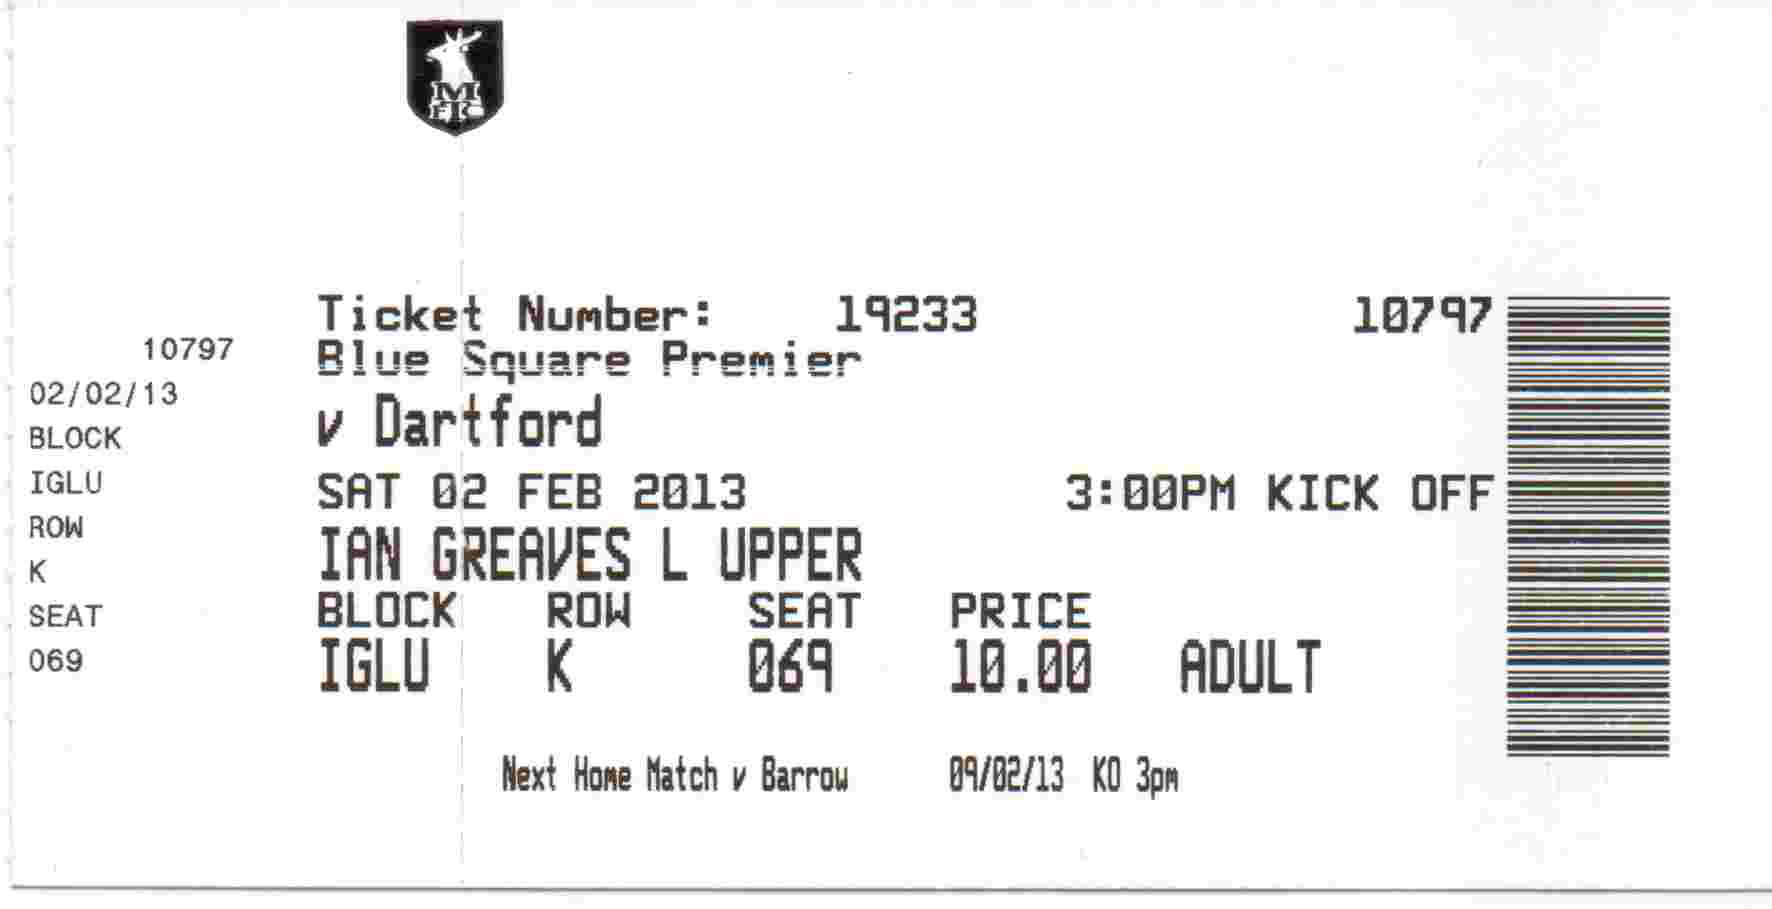 M
FTC
10797
02/02/13
BLOCK
IGLU
ROW
K
SEAT
069
Ticket Number: 19233 10797
Blue Square Premier
v Dartford
SAT 02 FEB 2013 3:00PM KICK OFF
IAN GREAVES L UPPER
BLOCK ROW SEAT PRICE
IGLU K 069 10.00 ADULT
Next Home Match v Barrow 09/02/13 KO 3pm